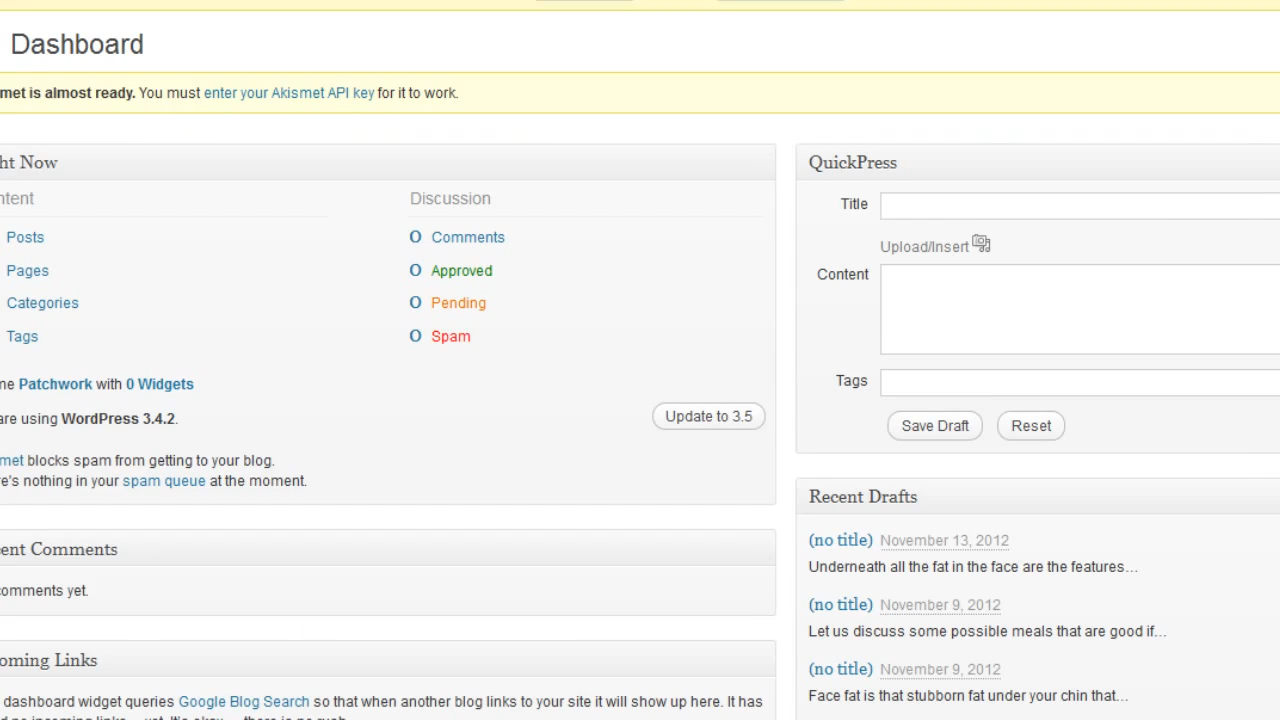 Dashboard
met is almost ready. You must enter your Akismet API key for it to work.
ht Now
ntent
Discussion
Posts
0 Comments
Pages
0 Approved
Categories
0 Pending
Tags
0 Spam
me Patchwork with 0 Widgets
are using WordPress 3.4.2.
Update to 3.5
met blocks spam from getting to your blog.
re's nothing in your spam queue at the moment.
ent Comments
comments yet.
oming Links
dashboard widget queries Google Blog Search so that when another blog links to your site it will show up here. It has
QuickPress
Title
Upload/Insert
Content
Tags
Save Draft
Reset
Recent Drafts
(no title) November 13, 2012
Underneath all the fat in the face are the features…
(no title) November 9, 2012
Let us discuss some possible meals that are good if…
(no title) November 9, 2012
Face fat is that stubborn fat under your chin that…